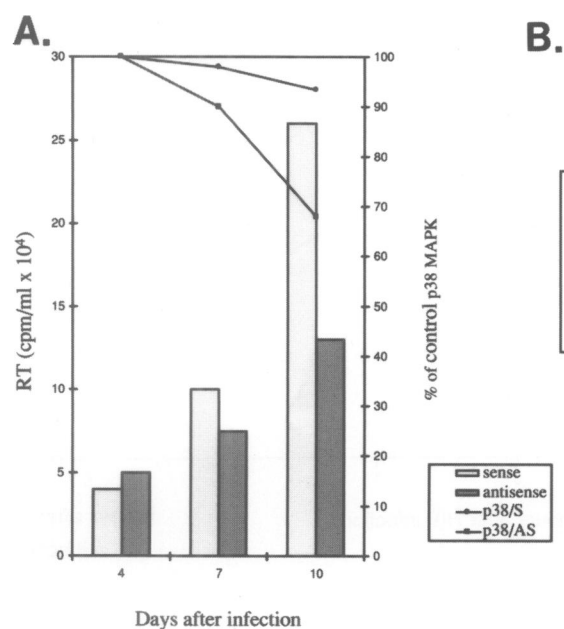 A.
B.
30
25
20
15
10
5
0
RT (cpm/ml x 10⁴)
100
90
80
70
60
50
40
30
20
10
0
% of control p38 MAPK
4 7 10
Days after infection
sense
antisense
p38/S
p38/AS